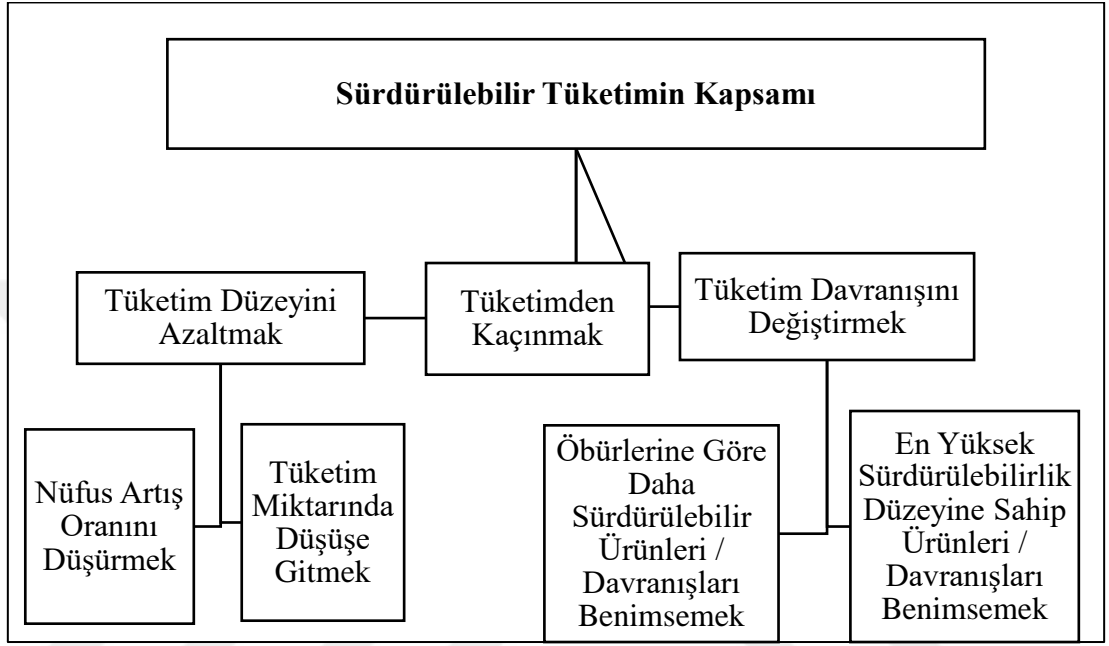 Sürdürülebilir Tüketimin Kapsamı
Tüketim Düzeyini
Azaltmak
Tüketimden
Kaçınmak
Tüketim Davranışını
Değiştirmek
Nüfus Artış
Oranını
Düşürmek
Tüketim
Miktarında
Düşüşe
Gitmek
Öbürlerine Göre
Daha
Sürdürülebilir
Ürünleri /
Davranışları
Benimsemek
En Yüksek
Sürdürülebilirlik
Düzeyine Sahip
Ürünleri /
Davranışları
Benimsemek